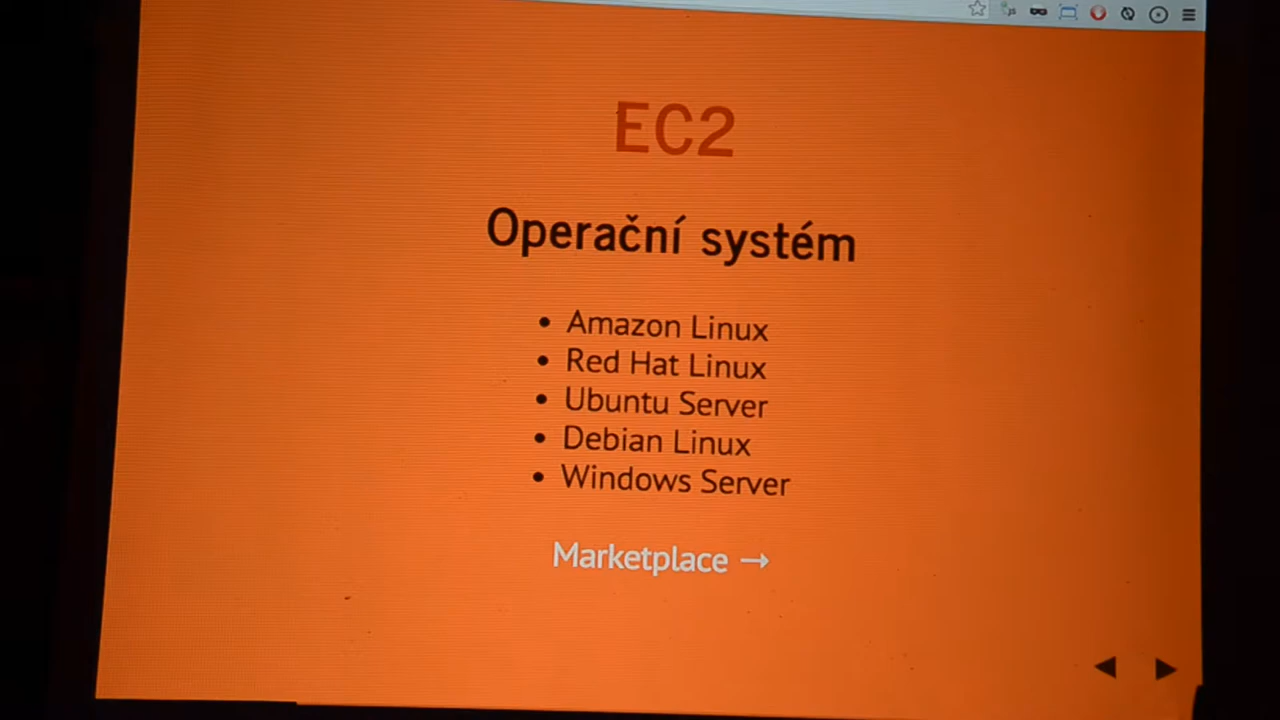 EC2
Operační systém
• Amazon Linux
• Red Hat Linux
• Ubuntu Server
• Debian Linux
• Windows Server
Marketplace →